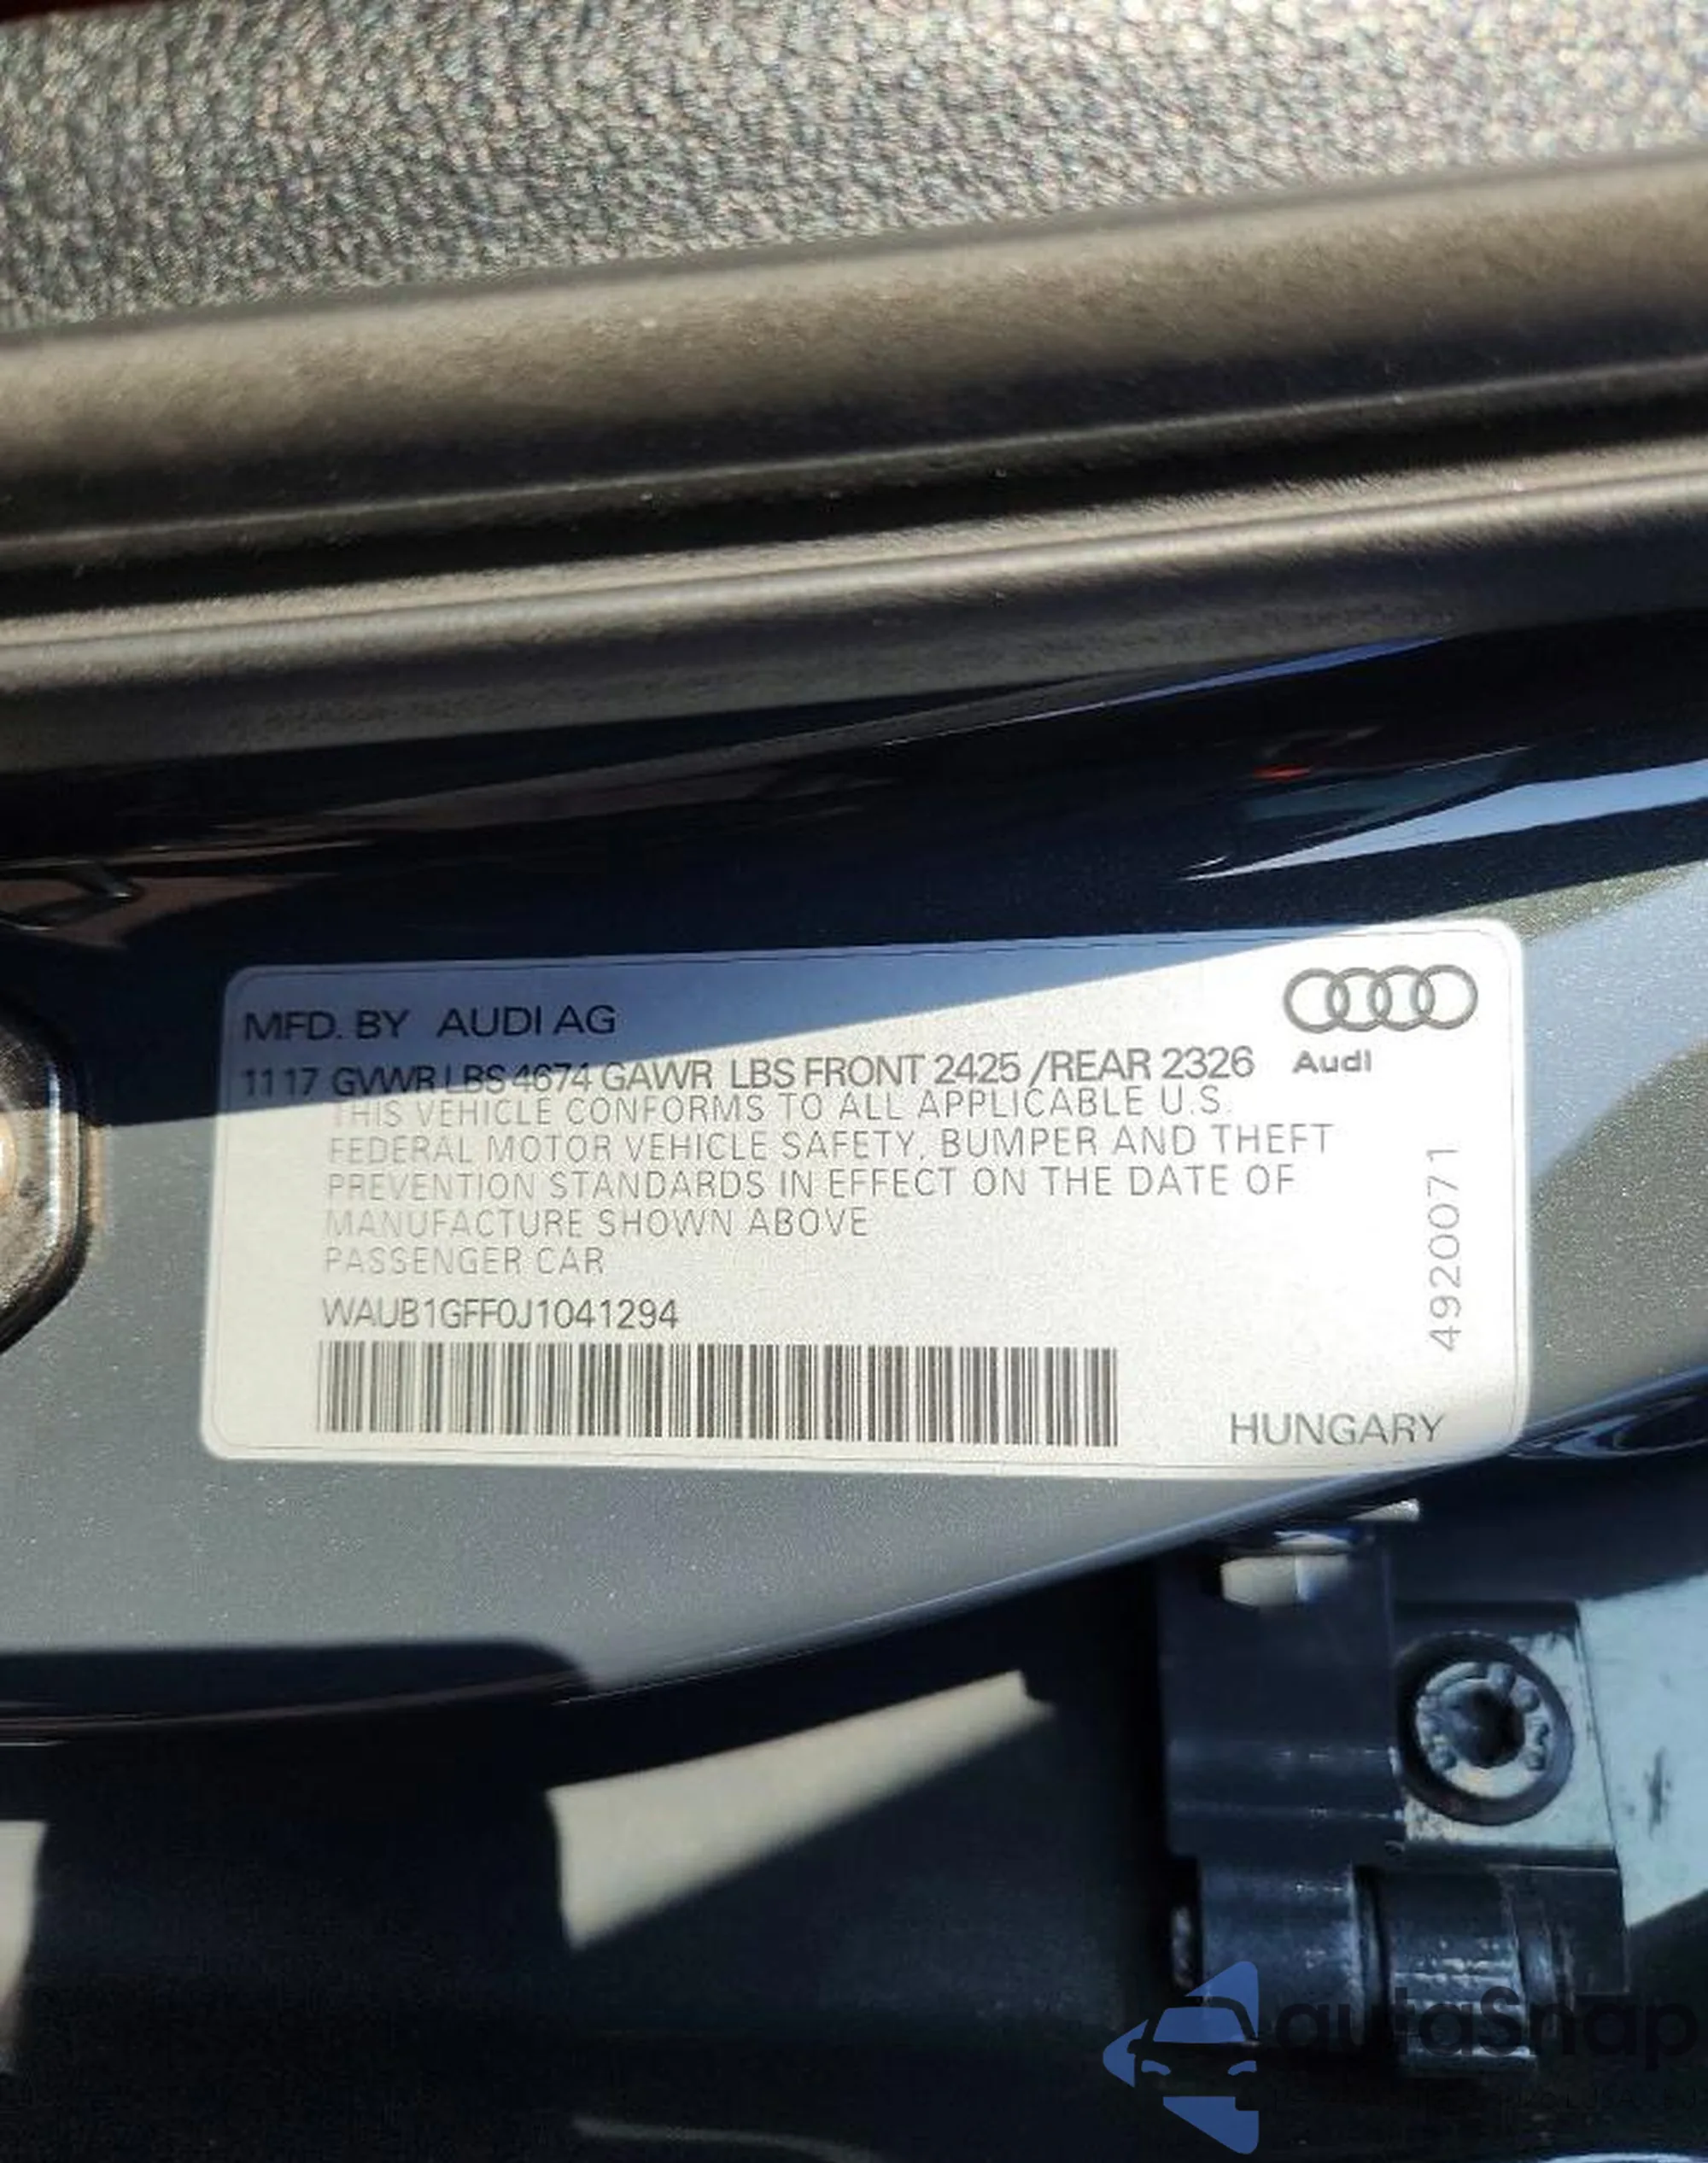 MFD. BY AUDI AG
Audi
1117 GVWR LBS 4674 GAWR LBS FRONT 2425 /REAR 2326
THIS VEHICLE CONFORMS TO ALL APPLICABLE U.S.
FEDERAL MOTOR VEHICLE SAFETY, BUMPER AND THEFT
PREVENTION STANDARDS IN EFFECT ON THE DATE OF
MANUFACTURE SHOWN ABOVE
PASSENGER CAR
WAUB1GFF0J1041294
4920071
HUNGARY
autaSnap